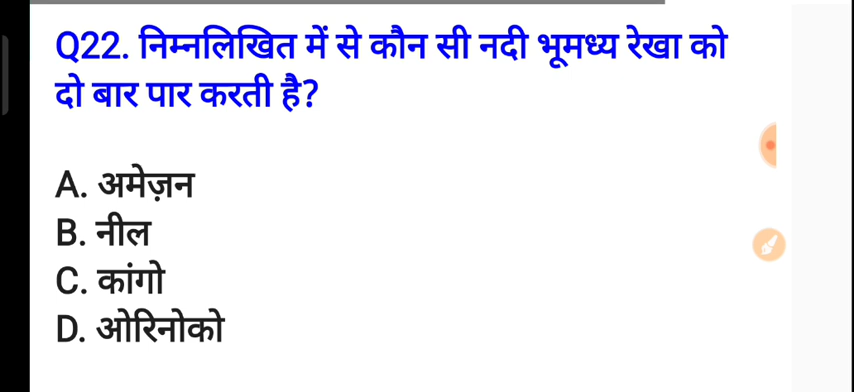 Q22. निम्नलिखित में से कौन सी नदी भूमध्य रेखा को
दो बार पार करती है?
A. अमेज़न
B. नील
C. कांगो
D. ओरिनोको